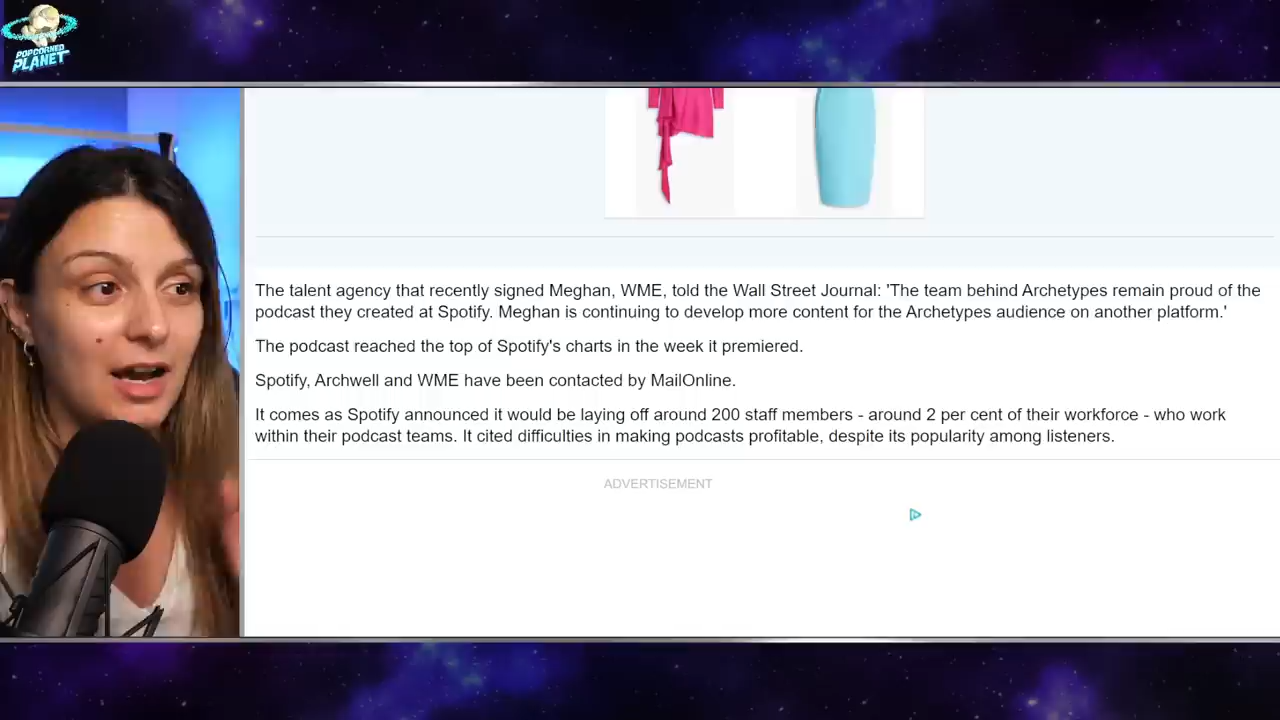 POPCORNED
PLANET
The talent agency that recently signed Meghan, WME, told the Wall Street Journal: 'The team behind Archetypes remain proud of the
podcast they created at Spotify. Meghan is continuing to develop more content for the Archetypes audience on another platform.'
The podcast reached the top of Spotify's charts in the week it premiered.
Spotify, Archwell and WME have been contacted by MailOnline.
It comes as Spotify announced it would be laying off around 200 staff members - around 2 per cent of their workforce - who work
within their podcast teams. It cited difficulties in making podcasts profitable, despite its popularity among listeners.
ADVERTISEMENT